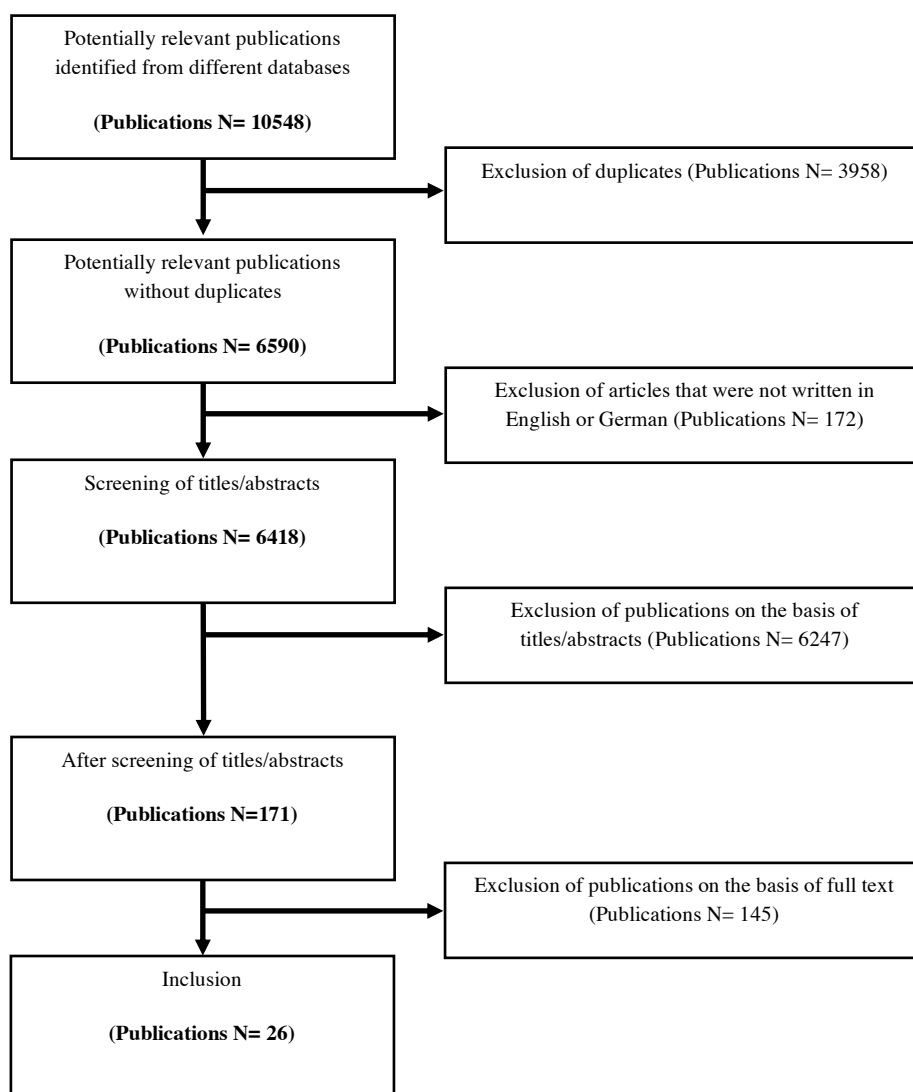 Potentially relevant publications
identified from different databases
(Publications N= 10548)
Exclusion of duplicates (Publications N= 3958)
Potentially relevant publications
without duplicates
(Publications N= 6590)
Exclusion of articles that were not written in
English or German (Publications N= 172)
Screening of titles/abstracts
(Publications N= 6418)
Exclusion of publications on the basis of
titles/abstracts (Publications N= 6247)
After screening of titles/abstracts
(Publications N=171)
Exclusion of publications on the basis of full text
(Publications N= 145)
Inclusion
(Publications N= 26)